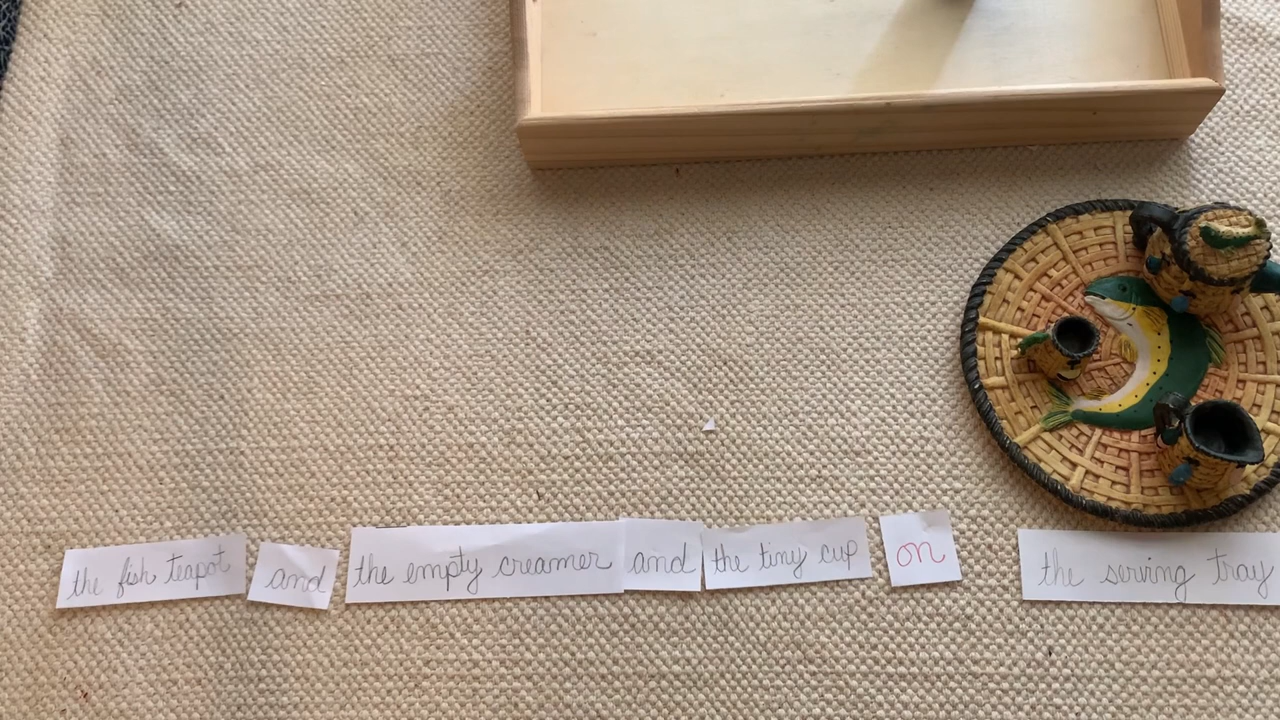 the fish teapot and the empty creamer and the tiny cup on the serving tray